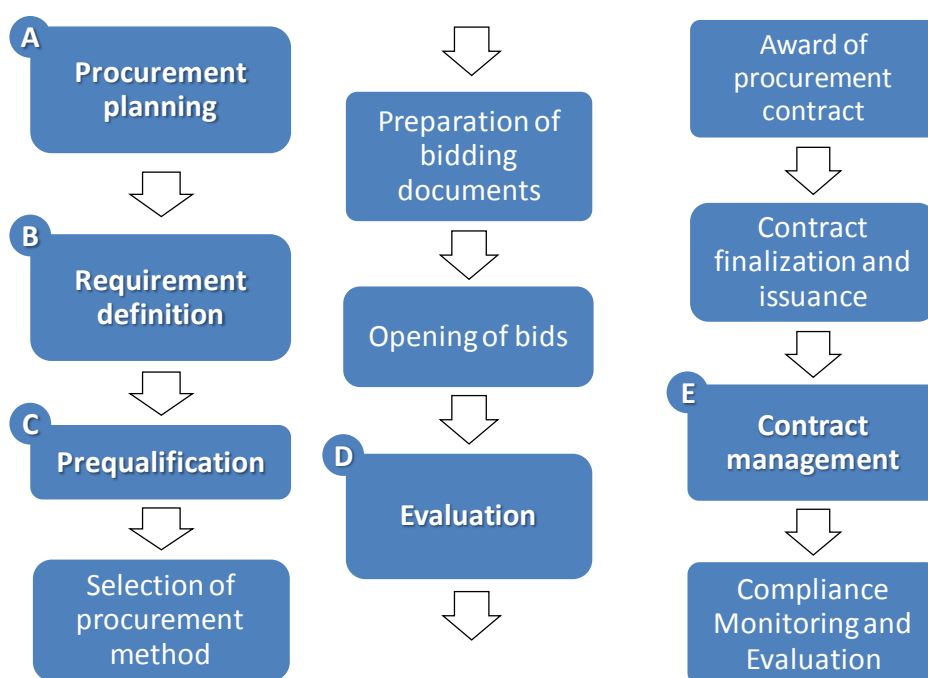 A
Procurement
planning
B
Requirement
definition
C
Prequalification
Selection of
procurement
method
Preparation of
bidding
documents
Opening of bids
D
Evaluation
Award of
procurement
contract
Contract
finalization and
issuance
E
Contract
management
Compliance
Monitoring and
Evaluation